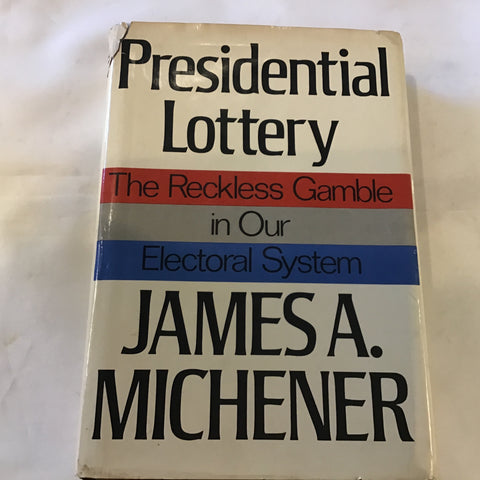 Presidential
Lottery
The Reckless Gamble
in Our
Electoral System
JAMES A.
MICHENER